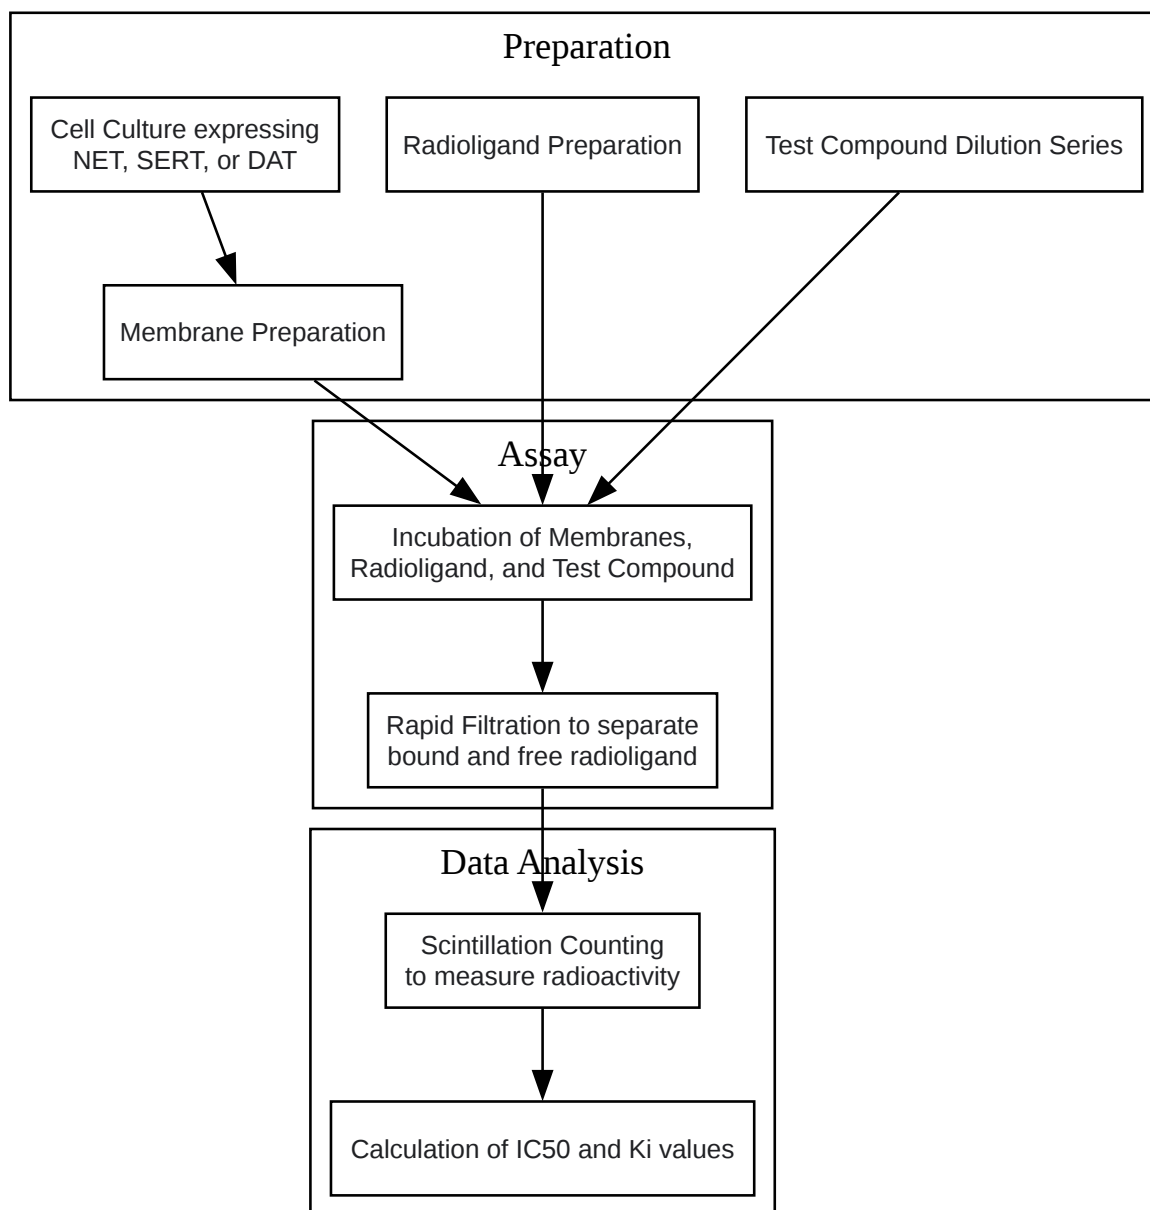 Preparation
Cell Culture expressing
NET, SERT, or DAT
Radioligand Preparation
Test Compound Dilution Series
Membrane Preparation
Assay
Incubation of Membranes,
Radioligand, and Test Compound
Rapid Filtration to separate
bound and free radioligand
Data Analysis
Scintillation Counting
to measure radioactivity
Calculation of IC50 and Ki values